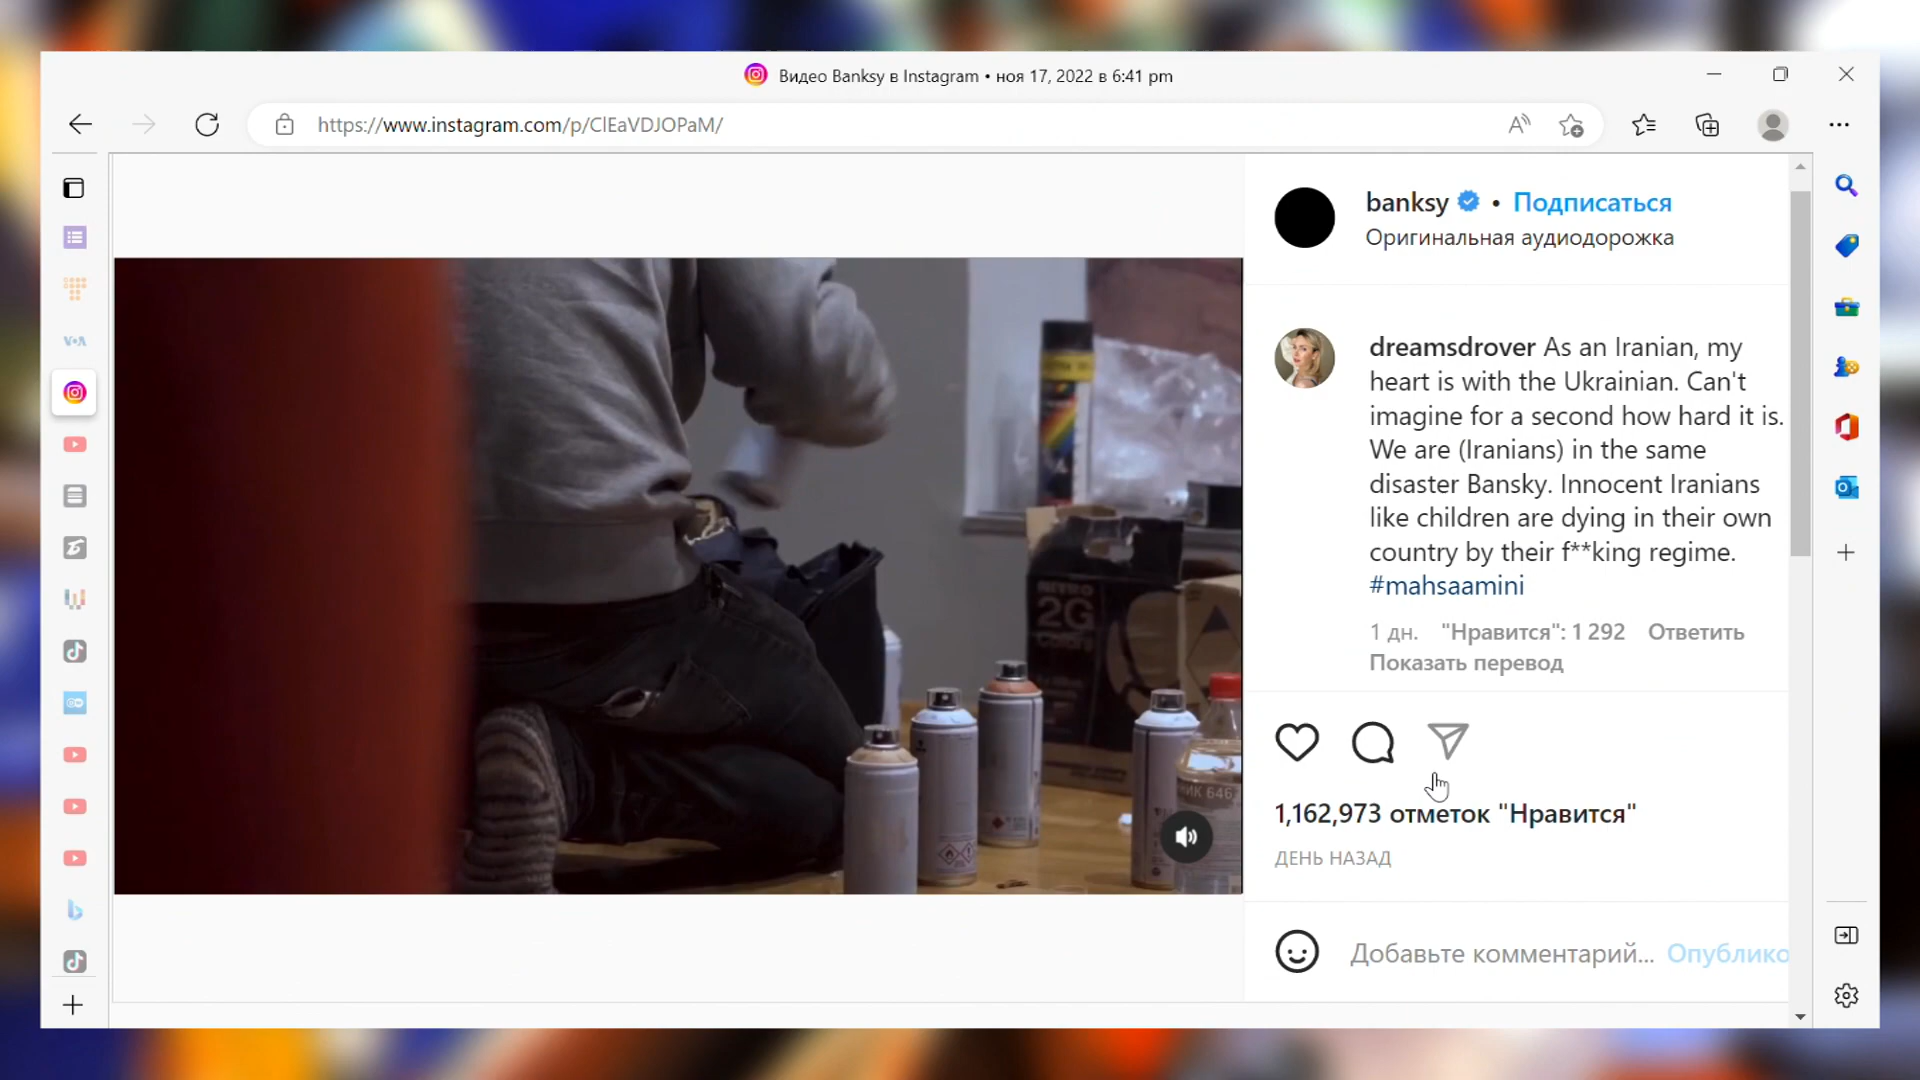 Видео Banksy в Instagram • ноя 17, 2022 в 6:41 pm
https://www.instagram.com/p/ClEaVDJOPaM/
VOA
banksy • Подписаться
Оригинальная аудиодорожка
dreamsdrover As an Iranian, my
heart is with the Ukrainian. Can't
imagine for a second how hard it is.
We are (Iranians) in the same
disaster Bansky. Innocent Iranians
like children are dying in their own
country by their f**king regime.
#mahsaamini
1 дн. "Нравится": 1 292 Ответить
Показать перевод
1,162,973 отметок "Нравится"
ДЕНЬ НАЗАД
Добавьте комментарий... Опублико
2G
Colors
646